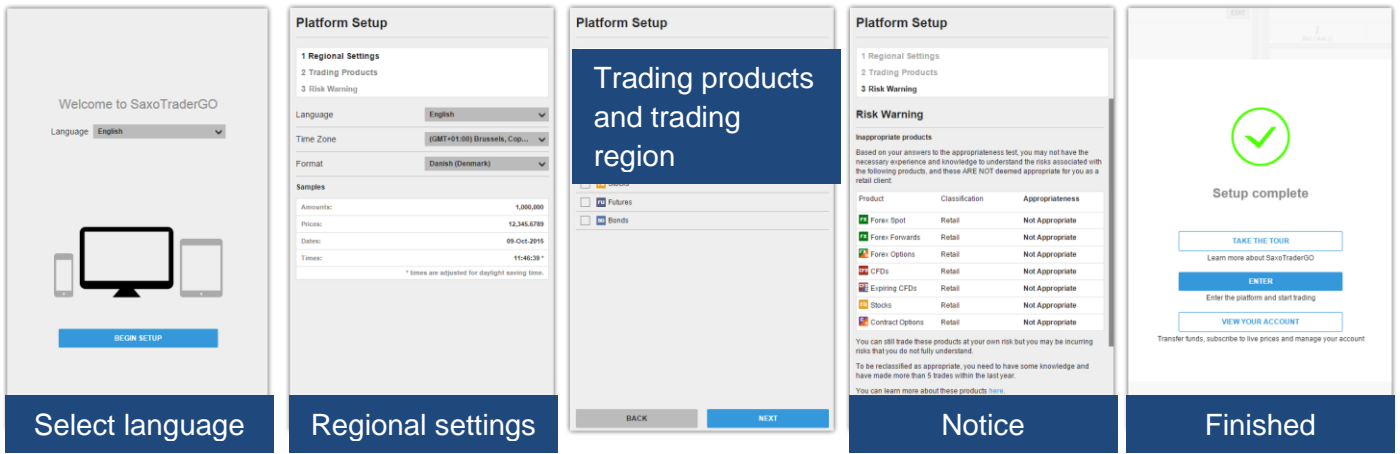 Welcome to SaxoTraderGO
Language English
BEGIN SETUP
Select language
Platform Setup
1 Regional Settings
2 Trading Products
3 Risk Warning
Language English
Time Zone (GMT+01:00) Brussels, Cop...
Format Danish (Denmark)
Samples
Amounts: 1,000,000
Prices: 12,345.6789
Dates: 09-Oct-2015
Times: 11:46:39 *
* times are adjusted for daylight saving time.
Regional settings
Platform Setup
Trading products
and trading
region
Stocks
Futures
Bonds
BACK NEXT
Platform Setup
1 Regional Settings
2 Trading Products
3 Risk Warning
Risk Warning
Inappropriate products
Based on your answers to the appropriateness test, you may not have the
necessary experience and knowledge to understand the risks associated with
the following products, and these ARE NOT deemed appropriate for you as a
retail client:
Product Classification Appropriateness
Forex Spot Retail Not Appropriate
Forex Forwards Retail Not Appropriate
Forex Options Retail Not Appropriate
CFDs Retail Not Appropriate
Expiring CFDs Retail Not Appropriate
Stocks Retail Not Appropriate
Contract Options Retail Not Appropriate
You can still trade these products at your own risk but you may be incurring
risks that you do not fully understand.
To be reclassified as appropriate, you need to have some knowledge and
have made more than 5 trades within the last year.
You can learn more about these products here.
Notice
EDIT
Setup complete
TAKE THE TOUR
Learn more about SaxoTraderGO
ENTER
Enter the platform and start trading
VIEW YOUR ACCOUNT
Transfer funds, subscribe to live prices and manage your account
Finished